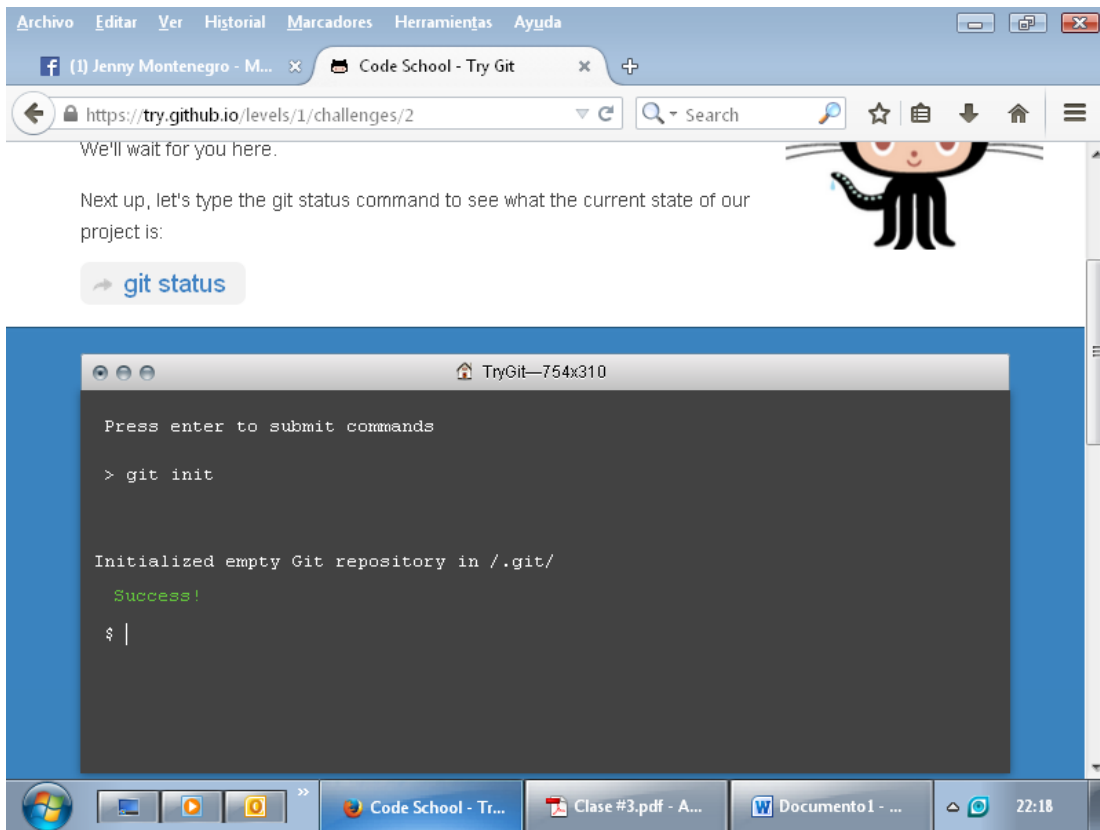 Archivo Editar Ver Historial Marcadores Herramientas Ayuda
(1) Jenny Montenegro - M...
Code School - Try Git
https://try.github.io/levels/1/challenges/2
Search
We'll wait for you here.
Next up, let's type the git status command to see what the current state of our
project is:
git status
TryGit—754x310
Press enter to submit commands
> git init
Initialized empty Git repository in /.git/
Success!
$
Code School - Tr...
Clase #3.pdf - A...
Documento1 - ...
22:18